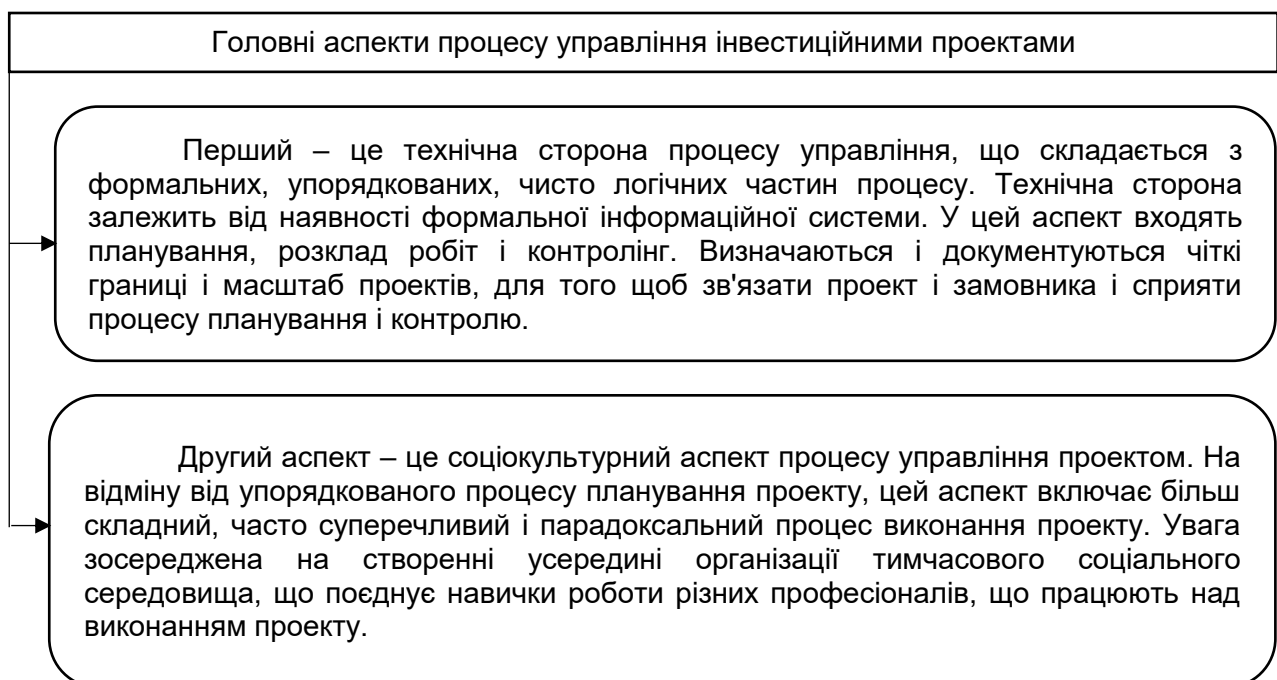 Головні аспекти процесу управління інвестиційними проектами
Перший – це технічна сторона процесу управління, що складається з
формальних, упорядкованих, чисто логічних частин процесу. Технічна сторона
залежить від наявності формальної інформаційної системи. У цей аспект входять
планування, розклад робіт і контролінг. Визначаються і документуються чіткі
границі і масштаб проектів, для того щоб зв'язати проект і замовника і сприяти
процесу планування і контролю.
Другий аспект – це соціокультурний аспект процесу управління проектом. На
відміну від упорядкованого процесу планування проекту, цей аспект включає більш
складний, часто суперечливий і парадоксальний процес виконання проекту. Увага
зосереджена на створенні усередині організації тимчасового соціального
середовища, що поєднує навички роботи різних професіоналів, що працюють над
виконанням проекту.